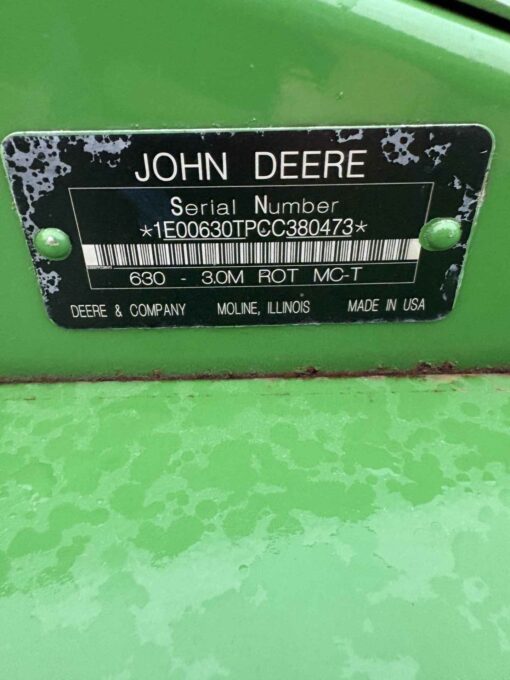 JOHN DEERE
Serial Number
*1E00630TPCC380473*
630 - 3.0M ROT MC-T
DEERE & COMPANY MOLINE, ILLINOIS MADE IN USA